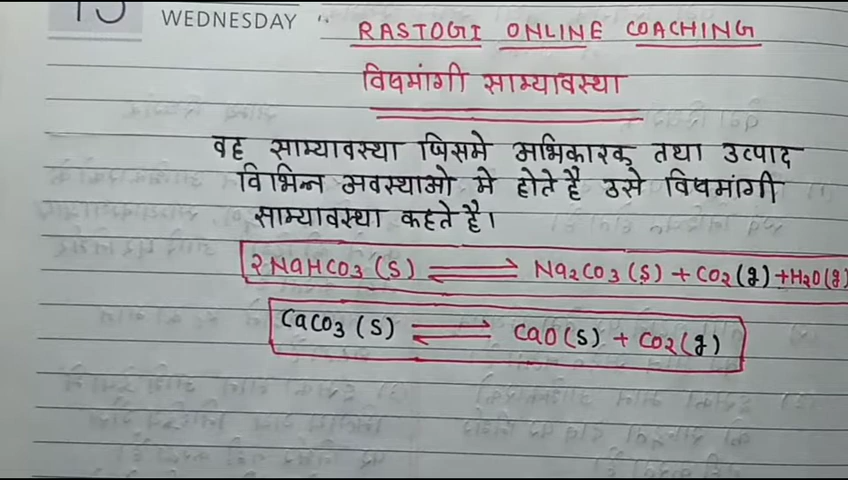 WEDNESDAY
RASTOGI ONLINE COACHING
विषमांगी साम्यावस्था
वह साम्यावस्था जिसमे अभिकारक तथा उत्पाद
विभिन्न अवस्थाओ मे होते है उसे विषमांगी
साम्यावस्था कहते है।
2NaHCO3 (s) ⇌ Na2CO3 (s) + CO2 (g) + H2O (g)
CaCO3 (s) ⇌ CaO (s) + CO2 (g)